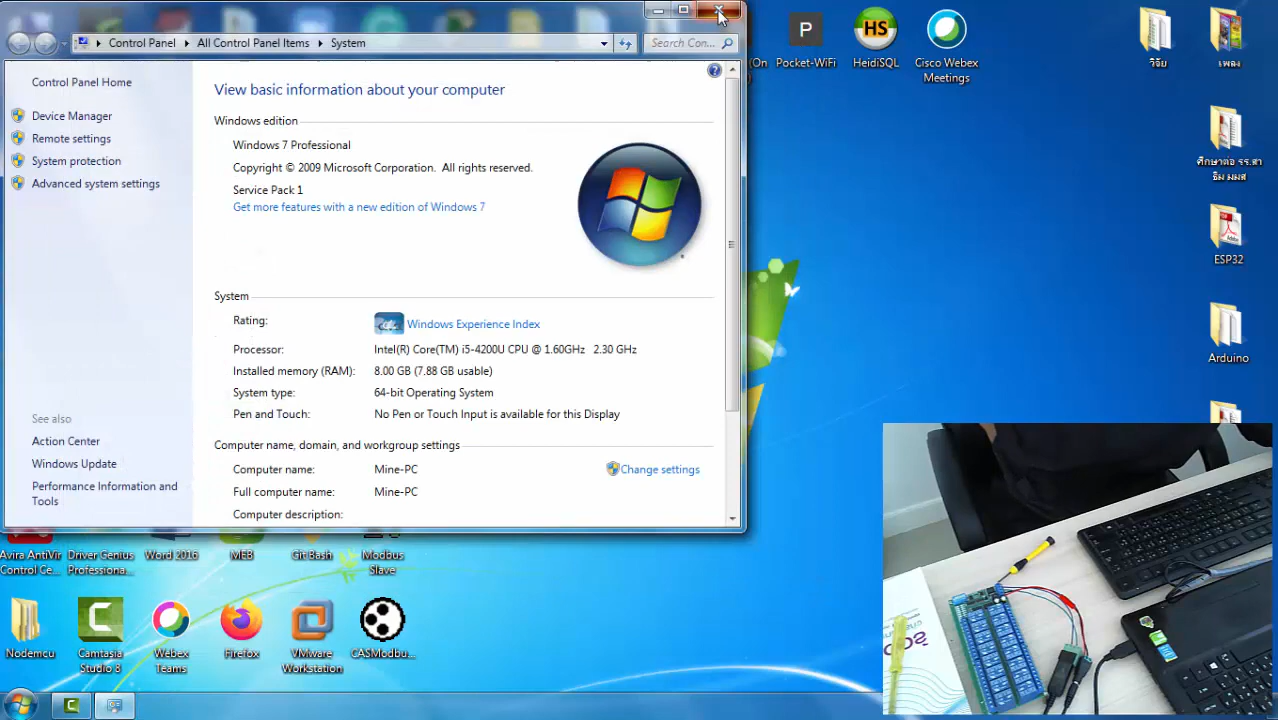 Control Panel
All Control Panel Items
System
Search Con...
Control Panel Home
Device Manager
Remote settings
System protection
Advanced system settings
See also
Action Center
Windows Update
Performance Information and
Tools
View basic information about your computer
Windows edition
Windows 7 Professional
Copyright © 2009 Microsoft Corporation. All rights reserved.
Service Pack 1
Get more features with a new edition of Windows 7
System
Rating:
Windows Experience Index
Processor:
Intel(R) Core(TM) i5-4200U CPU @ 1.60GHz 2.30 GHz
Installed memory (RAM):
8.00 GB (7.88 GB usable)
System type:
64-bit Operating System
Pen and Touch:
No Pen or Touch Input is available for this Display
Computer name, domain, and workgroup settings
Computer name:
Mine-PC
Change settings
Full computer name:
Mine-PC
Computer description:
P
Pocket-WiFi
HS
HeidiSQL
Cisco Webex
Meetings
วิจัย
เพลง
ศึกษาต่อ รร.สา
ธิม มมส
ESP32
Arduino
Avira AntiVir
Control Ce...
Driver Genius
Professiona...
Word 2016
MEB
Git Bash
Modbus
Slave
Nodemcu
Camtasia
Studio 8
Webex
Teams
Firefox
VMware
Workstation
CASModbu...